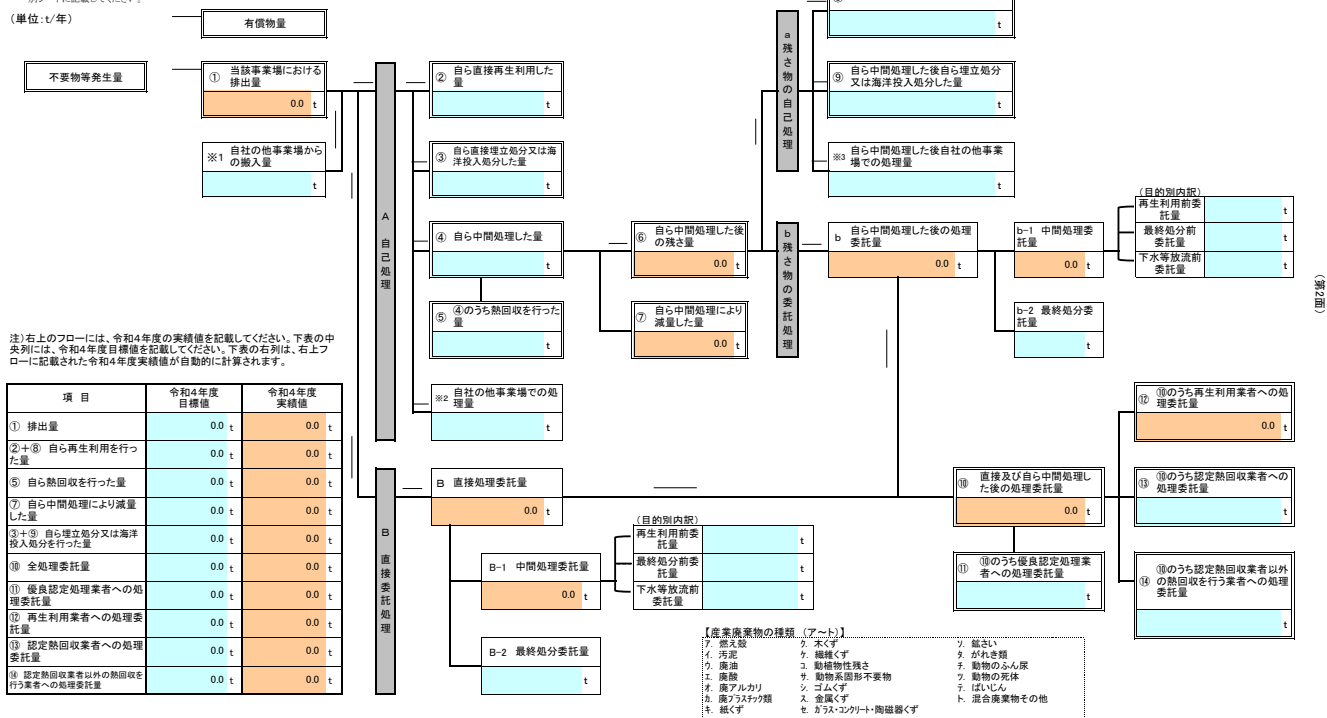 別シートに記載してください。
(単位:t/年)
有償物量
不要物等発生量
① 当該事業場における
排出量
0.0 t
※1 自社の他事業場から
の搬入量
t
A 自己処理
② 自ら直接再生利用した
量
t
③ 自ら直接埋立処分又は海
洋投入処分した量
t
④ 自ら中間処理した量
t
⑤ ④のうち熱回収を行った
量
t
※2 自社の他事業場での処
理量
t
⑥ 自ら中間処理した後
の残さ量
0.0 t
⑦ 自ら中間処理により
減量した量
0.0 t
a 残さ物の自己処理
t
⑨ 自ら中間処理した後自ら埋立処分
又は海洋投入処分した量
t
※3 自ら中間処理した後自社の他事業
場での処理量
t
b 残さ物の委託処理
b 自ら中間処理した後の処理
委託量
0.0 t
b-1 中間処理委
託量
0.0 t
b-2 最終処分委
託量
t
(目的別内訳)
再生利用前委
託量
t
最終処分前
委託量
t
下水等放流前
委託量
t
(第2面)
注)右上のフローには、令和4年度の実績値を記載してください。下表の中
央列には、令和4年度目標値を記載してください。下表の右列は、右上フ
ローに記載された令和4年度実績値が自動的に計算されます。
項 目 令和4年度
目標値 令和4年度
実績値
① 排出量 0.0 t 0.0 t
②+⑧ 自ら再生利用を行っ
た量 0.0 t 0.0 t
⑤ 自ら熱回収を行った量 0.0 t 0.0 t
⑦ 自ら中間処理により減量
した量 0.0 t 0.0 t
③+⑨ 自ら埋立処分又は海洋
投入処分を行った量 0.0 t 0.0 t
⑩ 全処理委託量 0.0 t 0.0 t
⑪ 優良認定処理業者への処
理委託量 0.0 t 0.0 t
⑫ 再生利用業者への処理委
託量 0.0 t 0.0 t
⑬ 認定熱回収業者への処理
委託量 0.0 t 0.0 t
⑭ 認定熱回収業者以外の熱回収を
行う業者への処理委託量 0.0 t 0.0 t
B 直接委託処理
B 直接処理委託量
0.0 t
B-1 中間処理委託量
0.0 t
B-2 最終処分委託量
t
(目的別内訳)
再生利用前委
託量
t
最終処分前委
託量
t
下水等放流前
委託量
t
⑩ 直接及び自ら中間処理し
た後の処理委託量
0.0 t
⑪ ⑩のうち優良認定処理業
者への処理委託量
t
⑫ ⑩のうち再生利用業者への処
理委託量
0.0 t
⑬ ⑩のうち認定熱回収業者への
処理委託量
t
⑭ ⑩のうち認定熱回収業者以外
の熱回収を行う業者への処理
委託量
t
【産業廃棄物の種類 (ア~ト)】
ア. 燃え殻 ク. 木くず ソ. 鉱さい
イ. 汚泥 ケ. 繊維くず タ. がれき類
ウ. 廃油 コ. 動植物性残さ チ. 動物のふん尿
エ. 廃酸 サ. 動物系固形不要物 ツ. 動物の死体
オ. 廃アルカリ シ. ゴムくず テ. ばいじん
カ. 廃プラスチック類 ス. 金属くず ト. 混合廃棄物その他
キ. 紙くず セ. ガラス・コンクリート・陶磁器くず